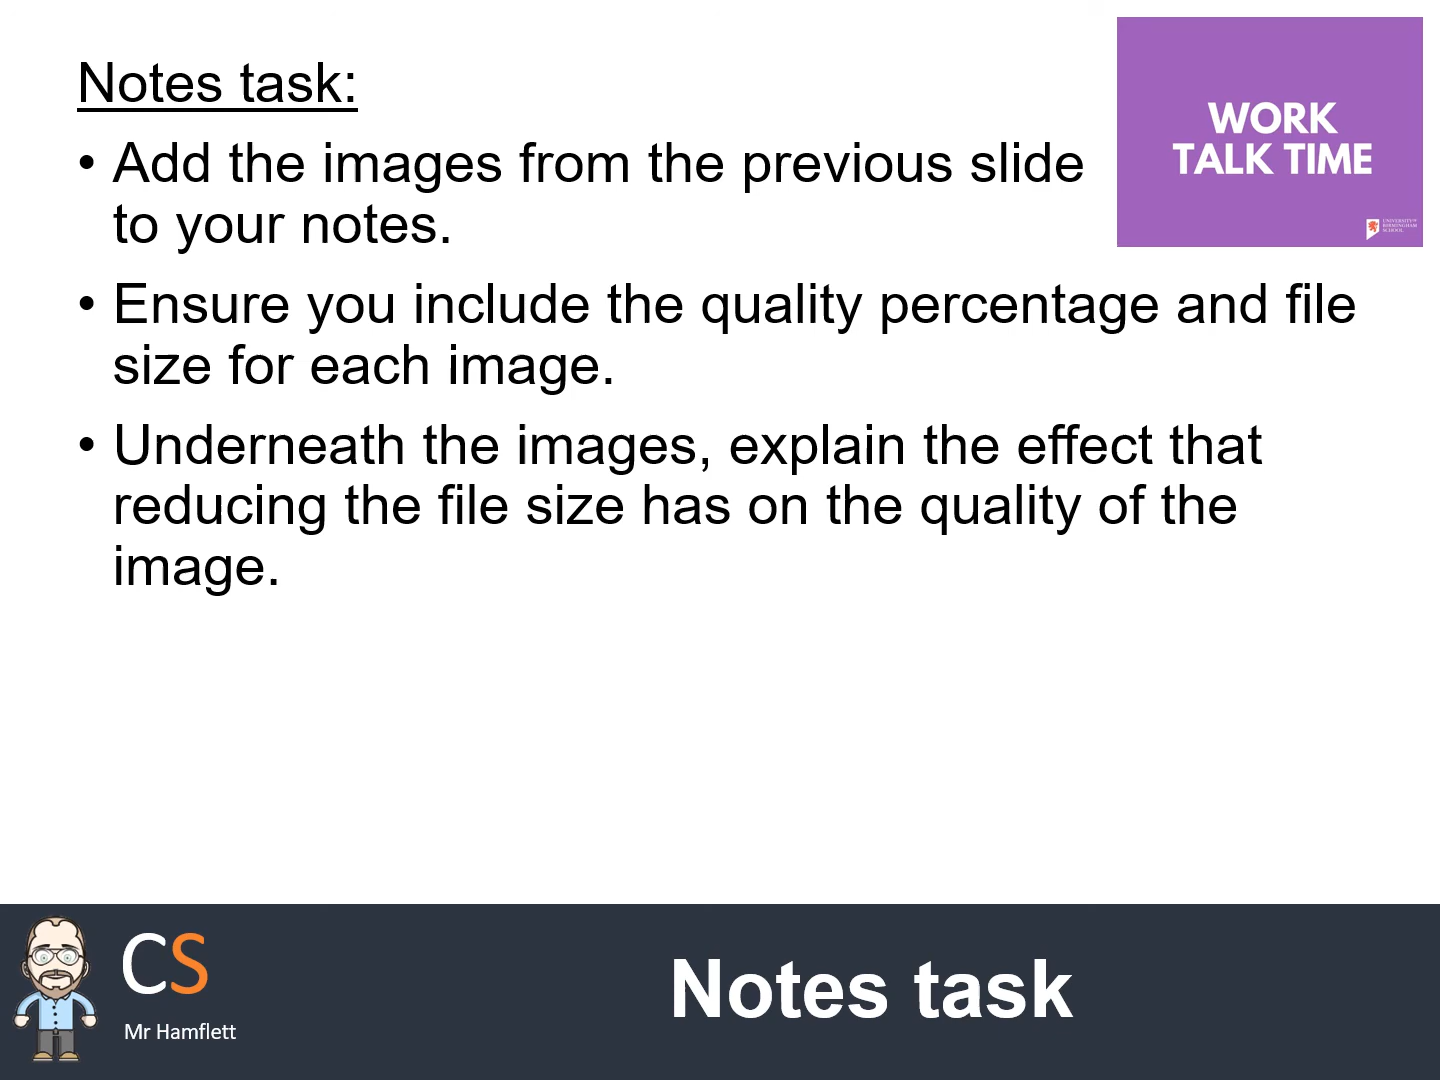 Notes task:
• Add the images from the previous slide
to your notes.
• Ensure you include the quality percentage and file
size for each image.
• Underneath the images, explain the effect that
reducing the file size has on the quality of the
image.
WORK
TALK TIME
UNIVERSITY OF
BIRMINGHAM
SCHOOL
CS
Mr Hamflett
Notes task